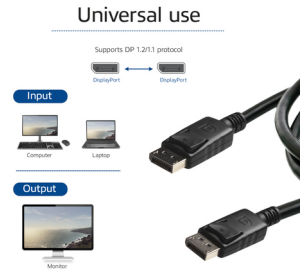 Universal use
Supports DP 1.2/1.1 protocol
DisplayPort
DisplayPort
Input
Computer
Laptop
Output
Monitor